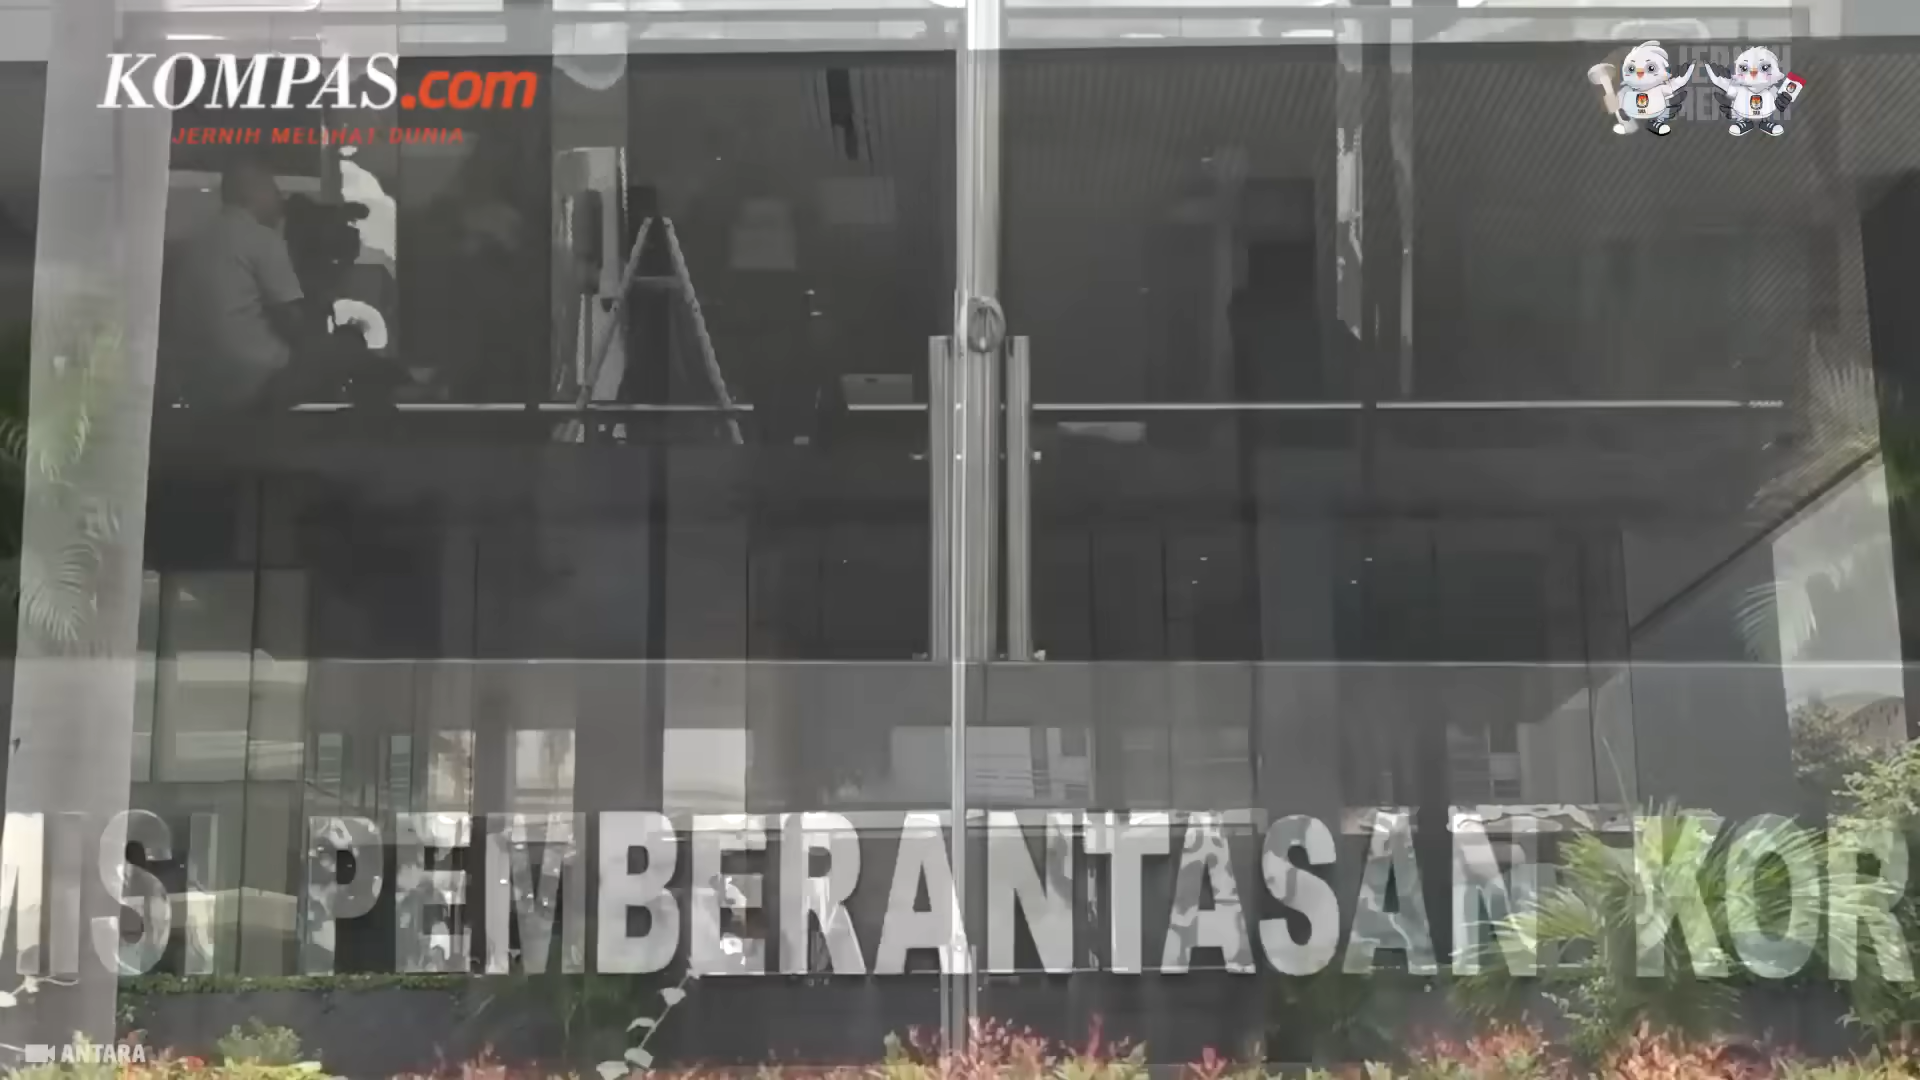 KOMPAS.com
JERNIH MELIHAT DUNIA
MISI PEMBERANTASAN KOR
ANTARA